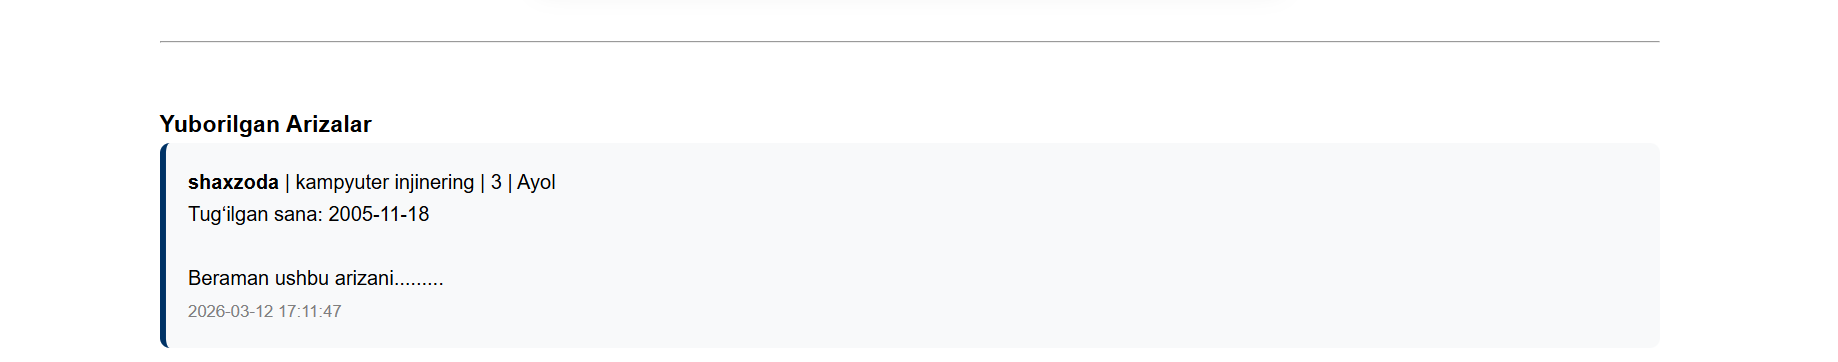 Yuborilgan Arizalar
shaxzoda | kampyuter injinering | 3 | Ayol
Tug‘ilgan sana: 2005-11-18
Beraman ushbu arizani.........
2026-03-12 17:11:47